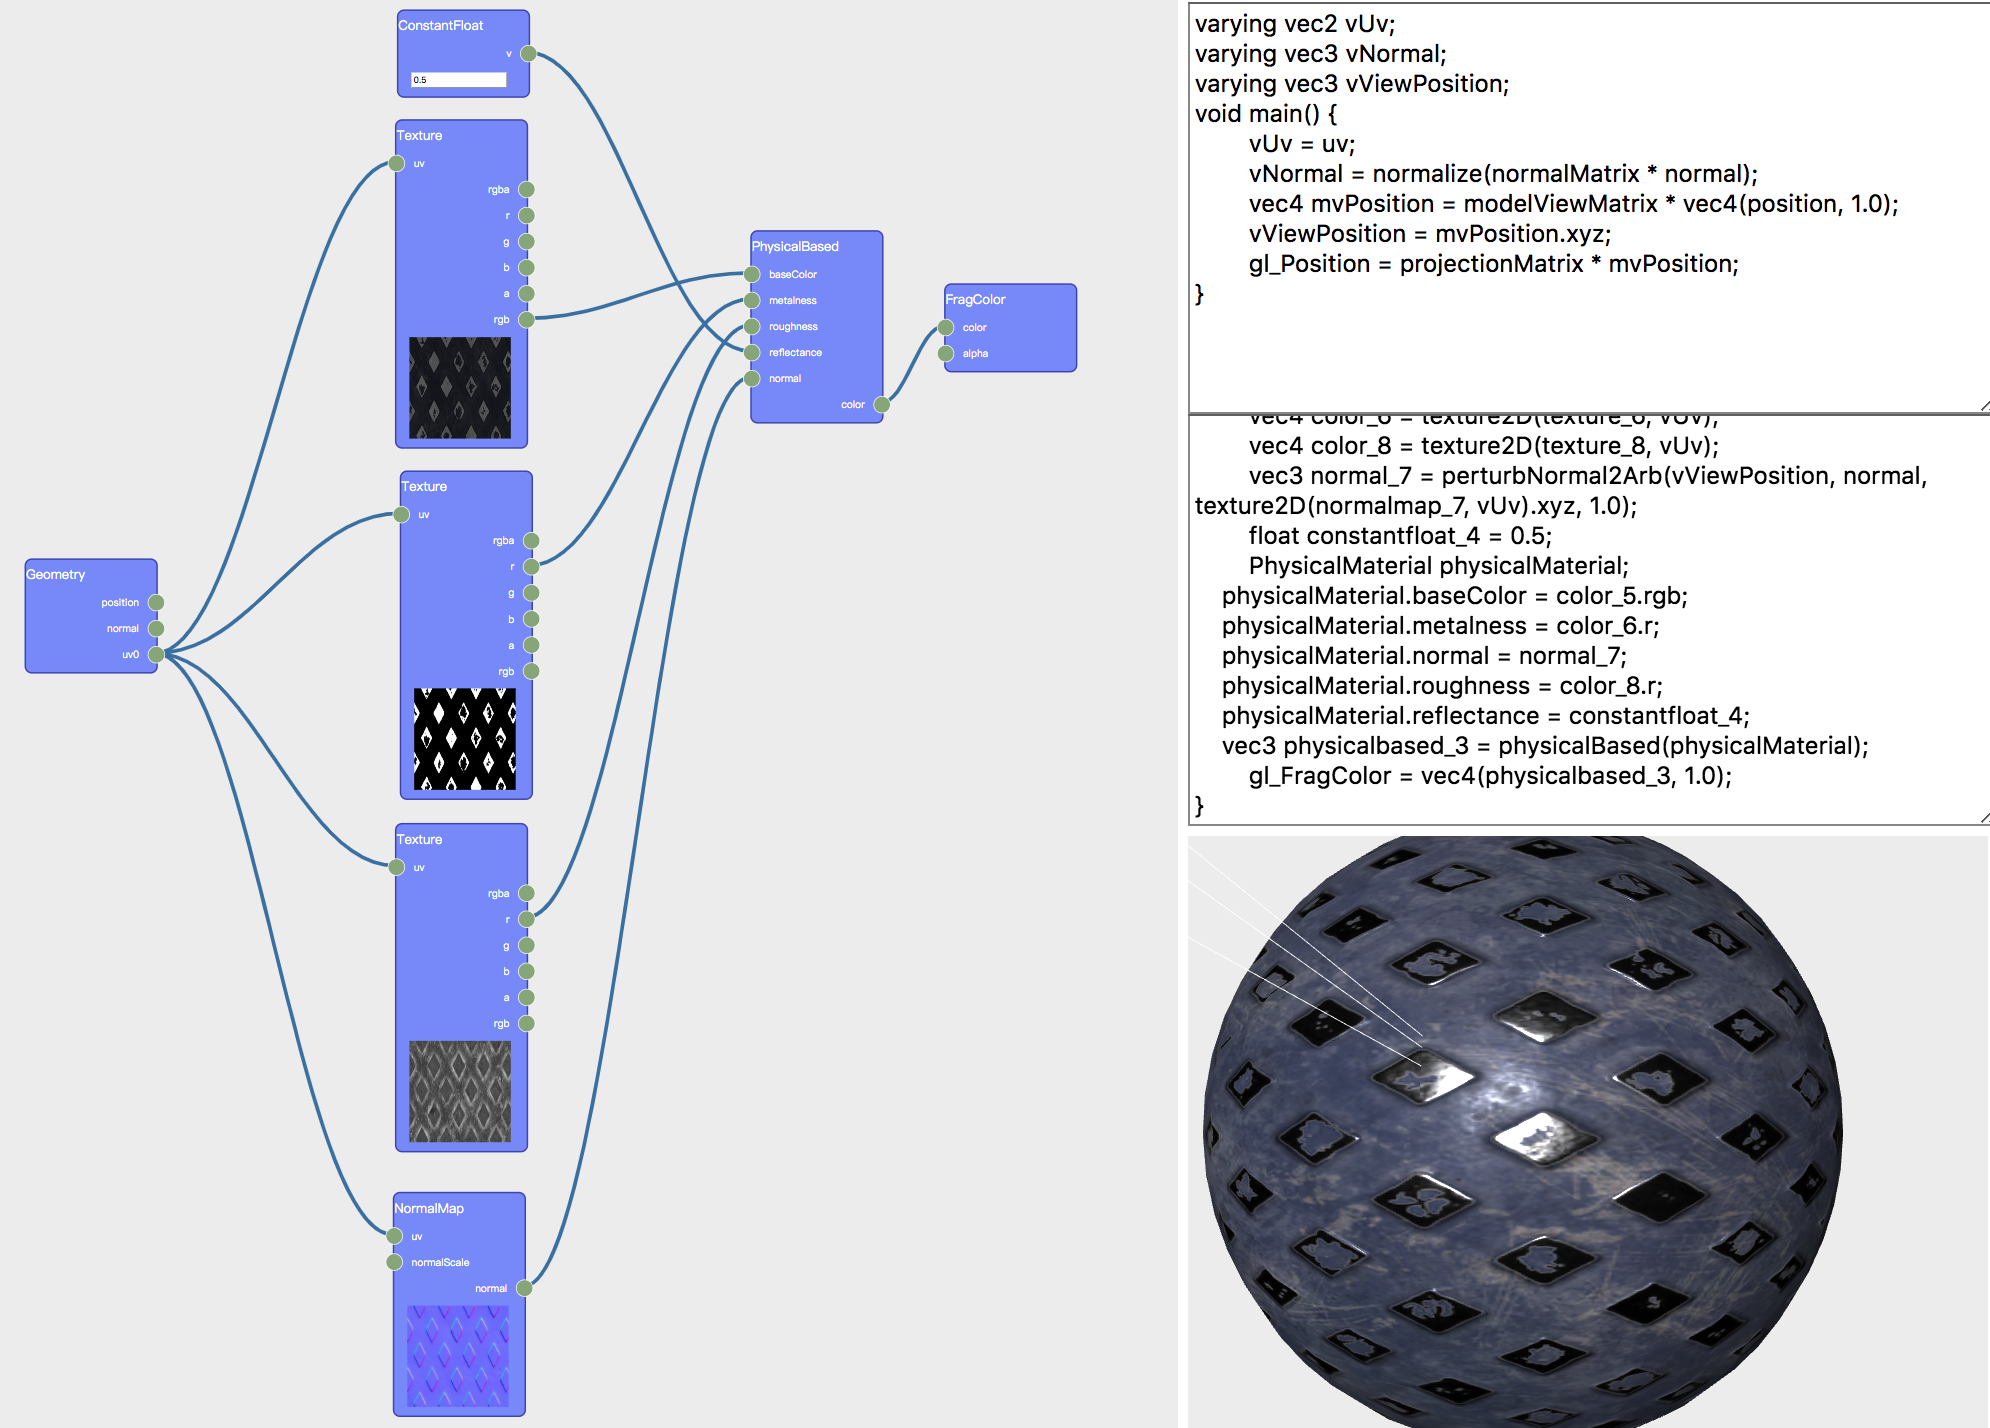 ConstantFloat
v
0.5
Texture
uv
rgba
r
g
b
a
rgb
Texture
uv
rgba
r
g
b
a
rgb
Geometry
position
normal
uv0
Texture
uv
rgba
r
g
b
a
rgb
NormalMap
uv
normalScale
normal
PhysicalBased
baseColor
metalness
roughness
reflectance
normal
color
FragColor
color
alpha
varying vec2 vUv;
varying vec3 vNormal;
varying vec3 vViewPosition;
void main() {
vUv = uv;
vNormal = normalize(normalMatrix * normal);
vec4 mvPosition = modelViewMatrix * vec4(position, 1.0);
vViewPosition = mvPosition.xyz;
gl_Position = projectionMatrix * mvPosition;
}
vec4 color_6 = texture2D(texture_6, vUv);
vec4 color_8 = texture2D(texture_8, vUv);
vec3 normal_7 = perturbNormal2Arb(vViewPosition, normal,
texture2D(normalmap_7, vUv).xyz, 1.0);
float constantfloat_4 = 0.5;
PhysicalMaterial physicalMaterial;
physicalMaterial.baseColor = color_5.rgb;
physicalMaterial.metalness = color_6.r;
physicalMaterial.normal = normal_7;
physicalMaterial.roughness = color_8.r;
physicalMaterial.reflectance = constantfloat_4;
vec3 physicalbased_3 = physicalBased(physicalMaterial);
gl_FragColor = vec4(physicalbased_3, 1.0);
}